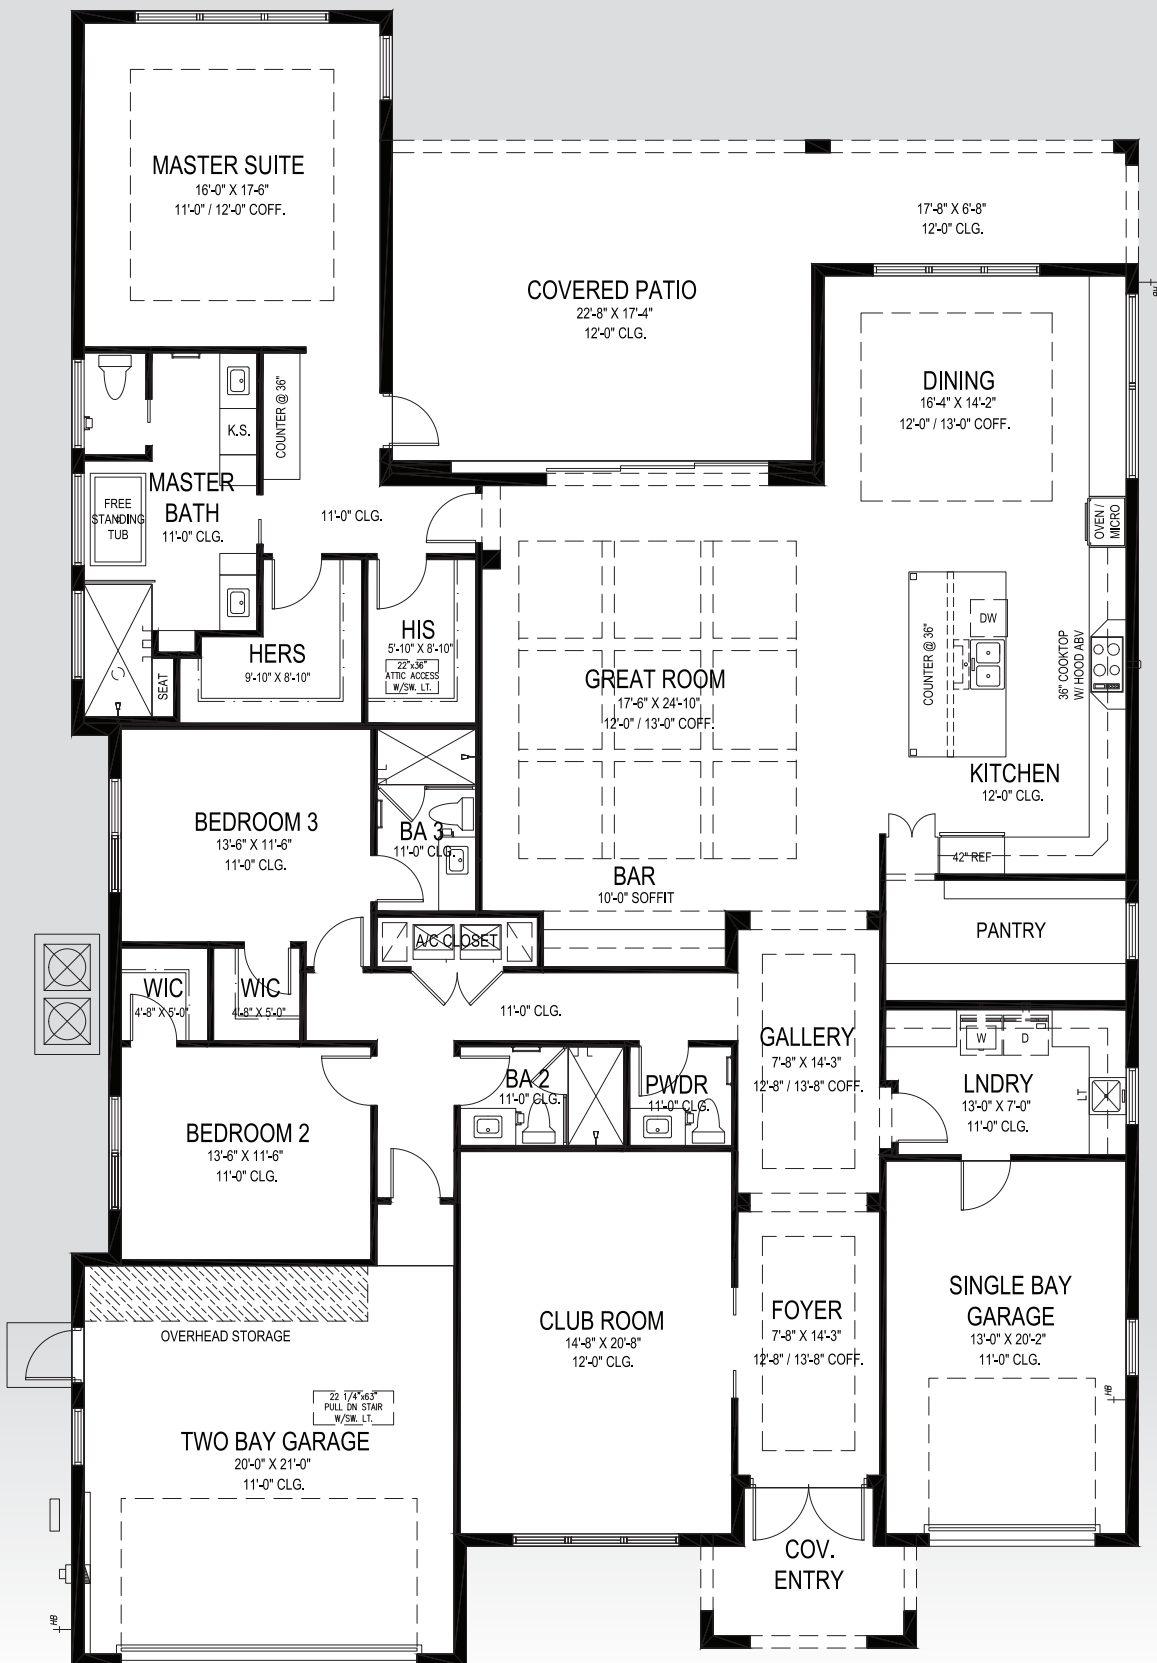 MASTER SUITE
16'-0" X 17'-6"
11'-0" / 12'-0" COFF.
17'-8" X 6'-8"
12'-0" CLG.
COVERED PATIO
22'-8" X 17'-4"
12'-0" CLG.
HB
DINING
16'-4" X 14'-2"
12'-0" / 13'-0" COFF.
COUNTER @ 36"
K.S.
MASTER
BATH
11'-0" CLG.
FREE
STANDING
TUB
11'-0" CLG.
OVEN /
MICRO
HERS
9'-10" X 8'-10"
HIS
5'-10" X 8'-10"
22"x36"
ATTIC ACCESS
W/SW. LT.
SEAT
GREAT ROOM
17'-6" X 24'-10"
12'-0" / 13'-0" COFF.
COUNTER @ 36"
DW
36" COOKTOP
W/ HOOD ABV
KITCHEN
12'-0" CLG.
42" REF
BEDROOM 3
13'-6" X 11'-6"
11'-0" CLG.
BA 3
11'-0" CLG.
BAR
10'-0" SOFFIT
PANTRY
A/C CLOSET
WIC
4'-8" X 5'-0"
WIC
4'-8" X 5'-0"
11'-0" CLG.
GALLERY
7'-8" X 14'-3"
12'-8" / 13'-8" COFF.
W
D
LT
LNDRY
13'-0" X 7'-0"
11'-0" CLG.
BA 2
11'-0" CLG.
PWDR
11'-0" CLG.
BEDROOM 2
13'-6" X 11'-6"
11'-0" CLG.
OVERHEAD STORAGE
CLUB ROOM
14'-8" X 20'-8"
12'-0" CLG.
FOYER
7'-8" X 14'-3"
12'-8" / 13'-8" COFF.
SINGLE BAY
GARAGE
13'-0" X 20'-2"
11'-0" CLG.
HB
22 1/4"x63"
PULL DN STAIR
W/SW. LT.
TWO BAY GARAGE
20'-0" X 21'-0"
11'-0" CLG.
COV.
ENTRY
HB